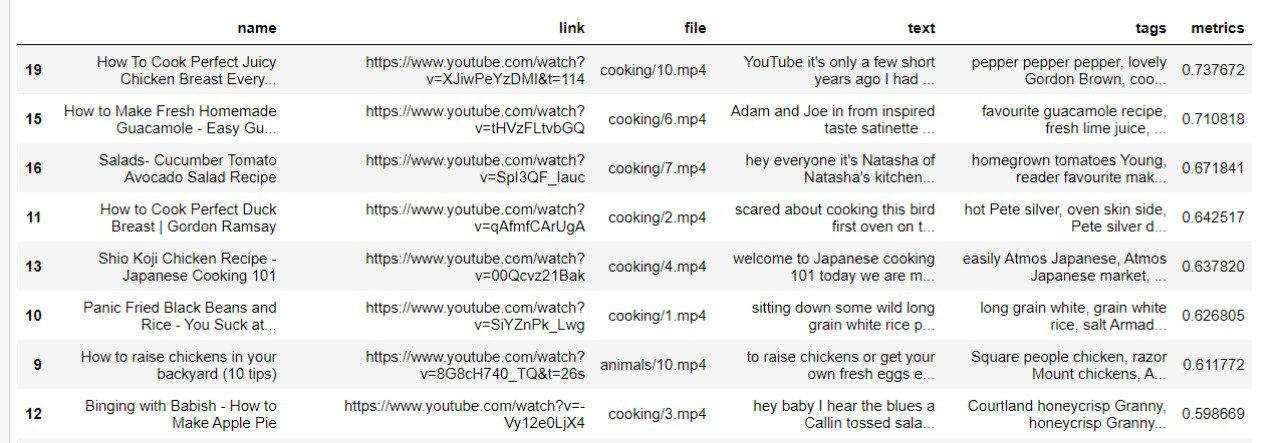 name link file text tags metrics
19 How To Cook Perfect Juicy Chicken Breast Every... https://www.youtube.com/watch?v=XJiwPeYzDMI&t=114 cooking/10.mp4 YouTube it's only a few short years ago I had ... pepper pepper pepper, lovely Gordon Brown, coo... 0.737672
15 How to Make Fresh Homemade Guacamole - Easy Gu... https://www.youtube.com/watch?v=tHVzFLtvbGQ cooking/6.mp4 Adam and Joe in from inspired taste satinette ... favourite guacamole recipe, fresh lime juice, ... 0.710818
16 Salads- Cucumber Tomato Avocado Salad Recipe https://www.youtube.com/watch?v=SpI3QF_Iauc cooking/7.mp4 hey everyone it's Natasha of Natasha's kitchen... homegrown tomatoes Young, reader favourite mak... 0.671841
11 How to Cook Perfect Duck Breast | Gordon Ramsay https://www.youtube.com/watch?v=qAfmfCArUgA cooking/2.mp4 scared about cooking this bird first oven on t... hot Pete silver, oven skin side, Pete silver d... 0.642517
13 Shio Koji Chicken Recipe - Japanese Cooking 101 https://www.youtube.com/watch?v=00Qcvz21Bak cooking/4.mp4 welcome to Japanese cooking 101 today we are m... easily Atmos Japanese, Atmos Japanese market, ... 0.637820
10 Panic Fried Black Beans and Rice - You Suck at... https://www.youtube.com/watch?v=SiYZnPk_Lwg cooking/1.mp4 sitting down some wild long grain white rice p... long grain white, grain white rice, salt Armad... 0.626805
9 How to raise chickens in your backyard (10 tips) https://www.youtube.com/watch?v=8G8cH740_TQ&t=26s animals/10.mp4 to raise chickens or get your own fresh eggs e... Square people chicken, razor Mount chickens, A... 0.611772
12 Binging with Babish - How to Make Apple Pie https://www.youtube.com/watch?v=-Vy12e0LjX4 cooking/3.mp4 hey baby I hear the blues a Callin tossed sala... Courtland honeycrisp Granny, honeycrisp Granny... 0.598669